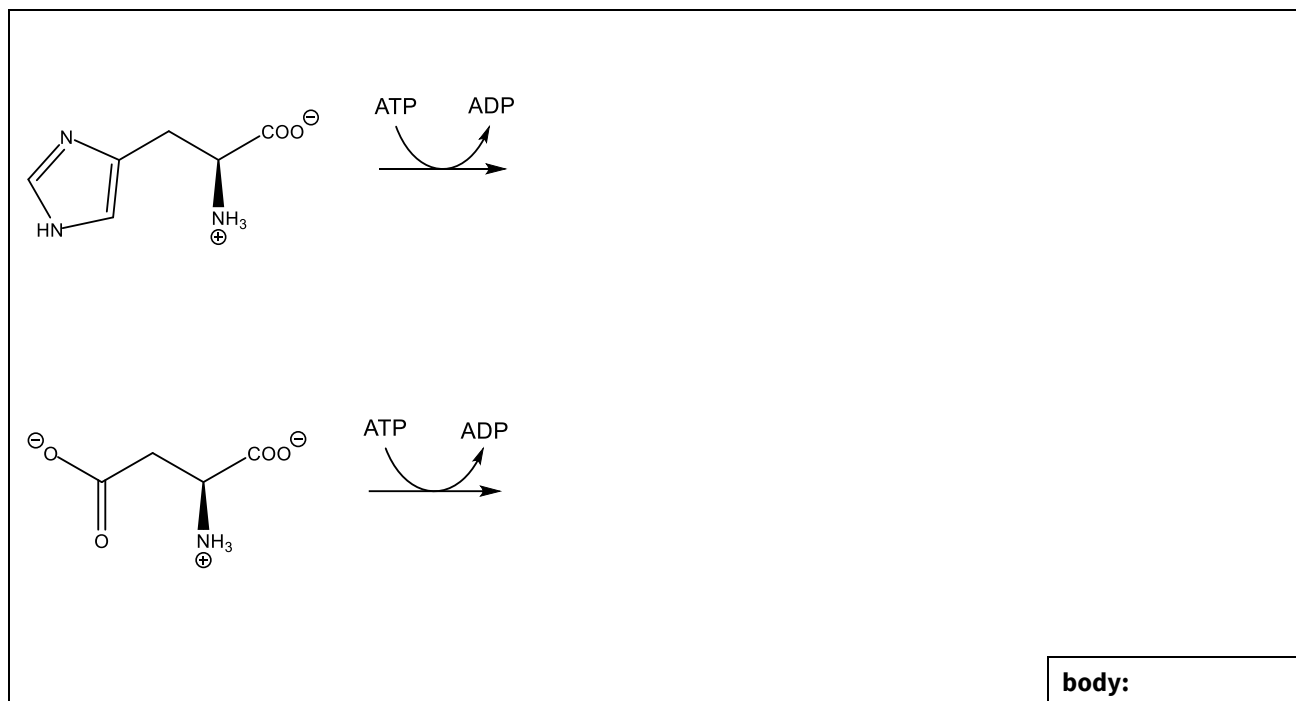 ATP ADP
N COO⊖
HN NH₃
⊕
ATP ADP
⊖O COO⊖
O NH₃
⊕
body: